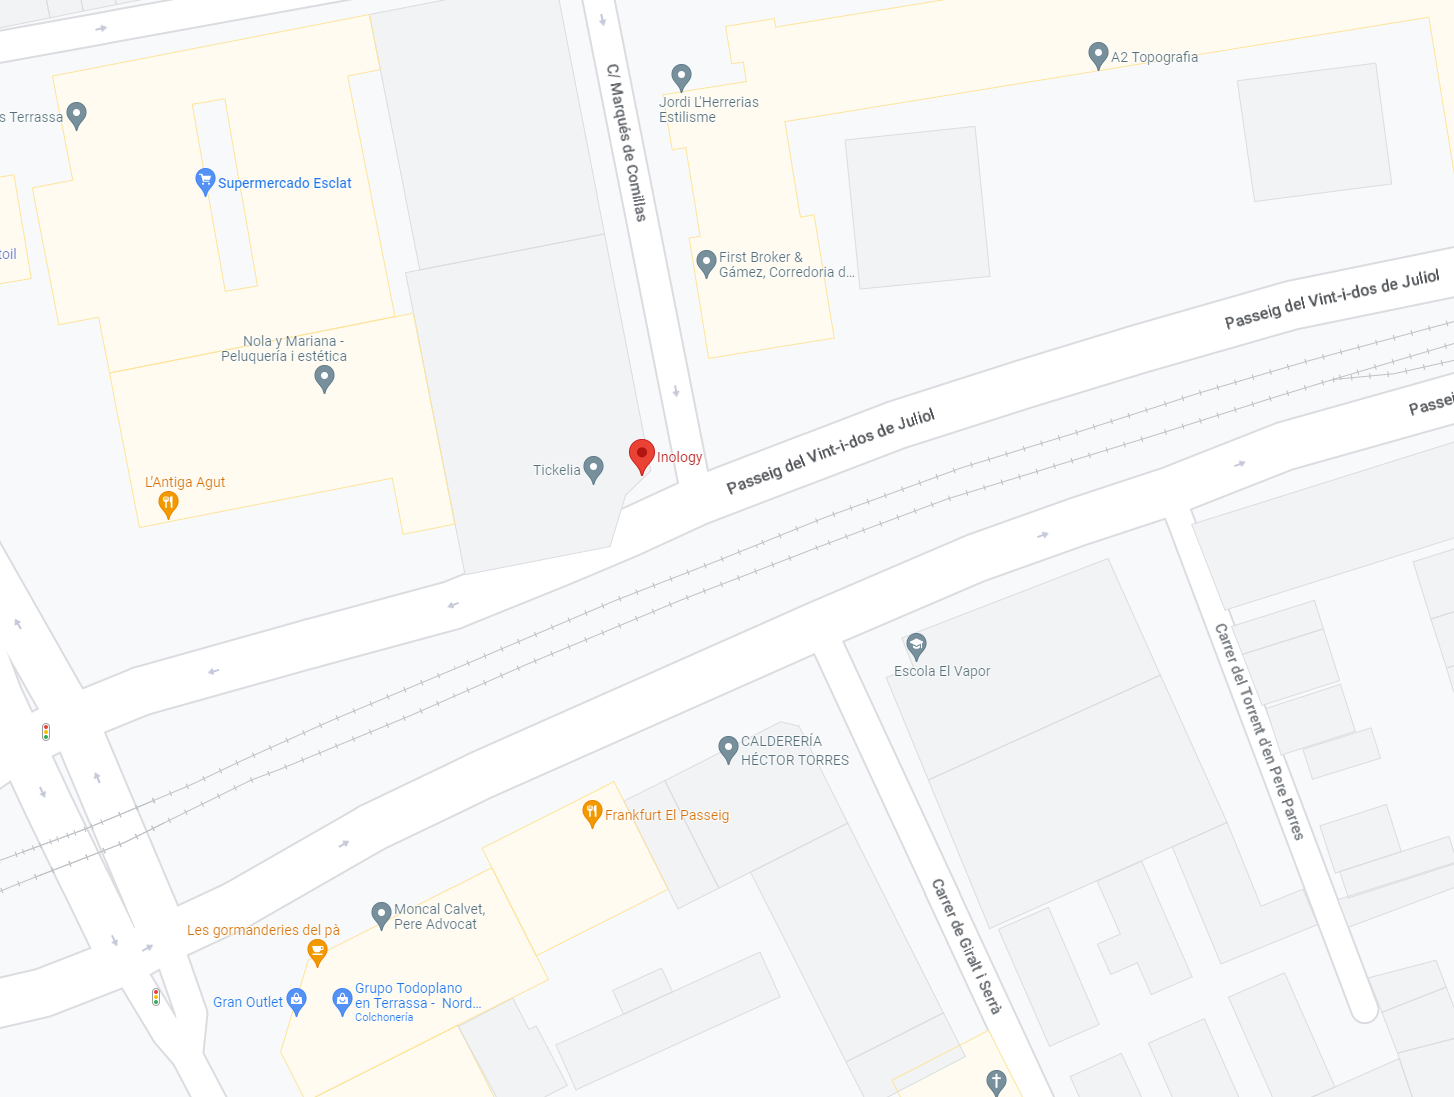 C/ Marqués de Comillas
A2 Topografia
Jordi L'Herrerias
Estilisme
s Terrassa
Supermercado Esclat
toil
First Broker &
Gámez, Corredoria d...
Passeig del Vint-i-dos de Juliol
Nola y Mariana -
Peluquería i estética
Passeig del Vint-i-dos de Juliol
Passei
Inology
Tickelia
L'Antiga Agut
Escola El Vapor
Carrer del Torrent d'en Pere Parres
CALDERERÍA
HÉCTOR TORRES
Frankfurt El Passeig
Moncal Calvet,
Pere Advocat
Les gormanderies del pà
Carrer de Giralt i Serrà
Gran Outlet
Grupo Todoplano
en Terrassa - Nord...
Colchonería